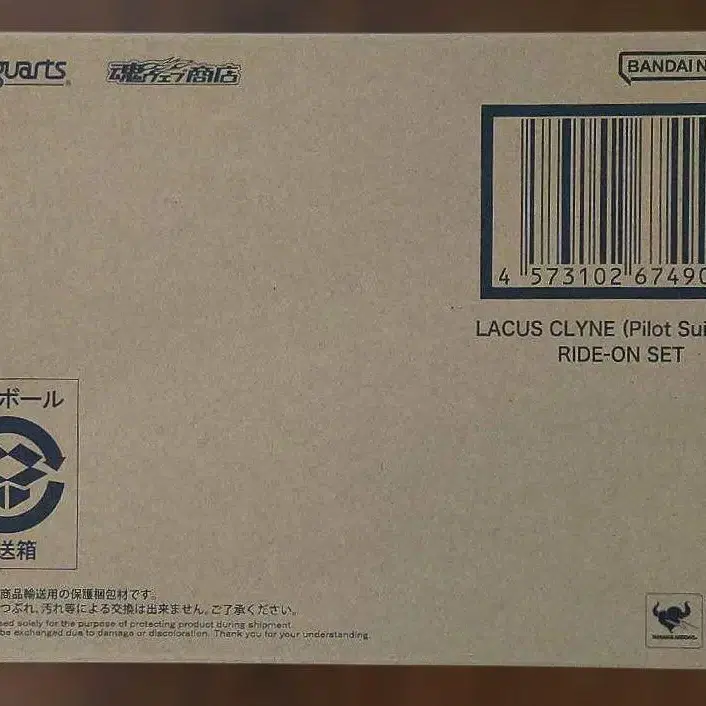 guarts
魂ウェブ商店
BANDAI N
4 573102 67490
LACUS CLYNE (Pilot Sui
RIDE-ON SET
ボール
送箱
商品輸送用の保護梱包材です。
つぶれ、汚れ等による交換は出来ません。ご了承ください。
sed solely for the purpose of protecting product during shipment.
be exchanged due to damage or discoloration. Thank you for your understanding.